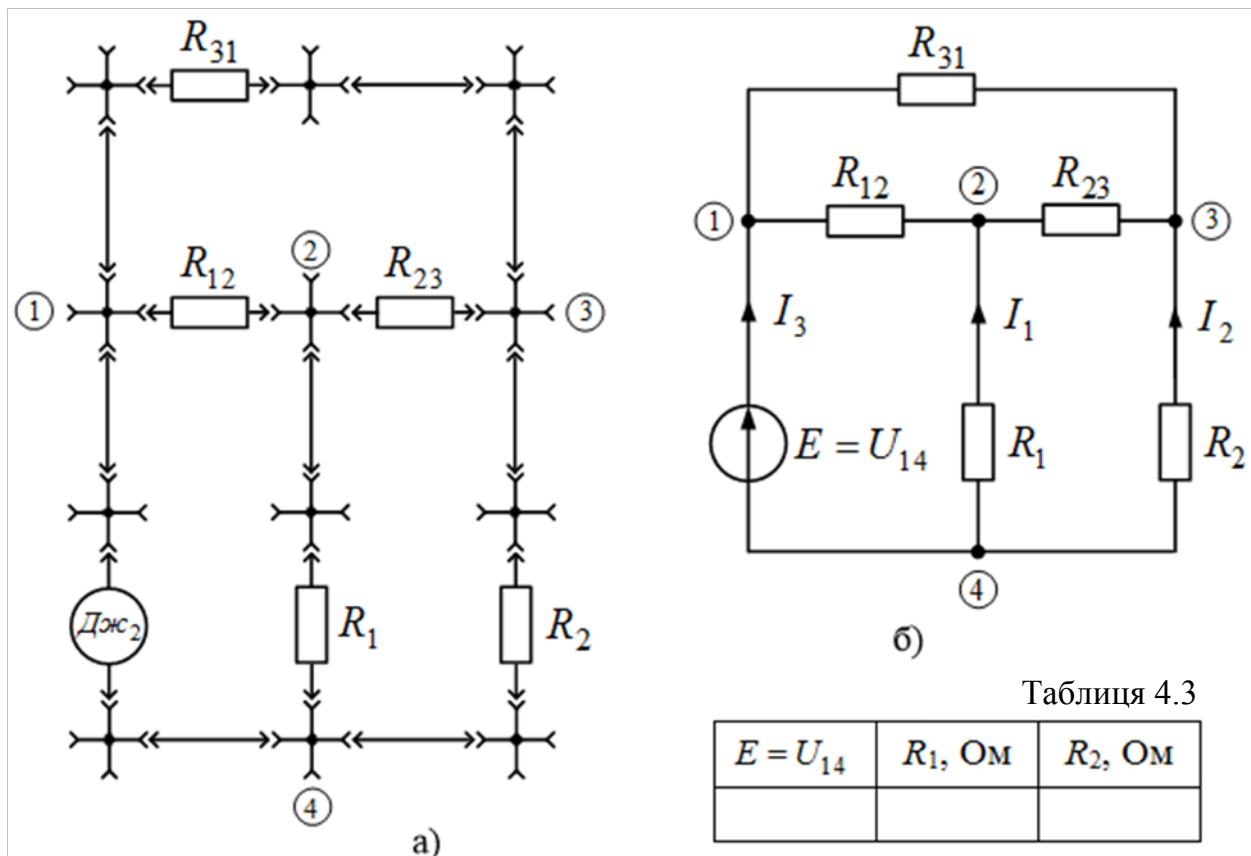 R₃₁
②
R₁₂ R₂₃
① ③
Дж₂ R₁ R₂
④
а)
R₃₁
R₁₂ ② R₂₃
① ③
I₃ I₁ I₂
E = U₁₄ R₁ R₂
④
б)
Таблиця 4.3
E = U₁₄ R₁, Ом R₂, Ом